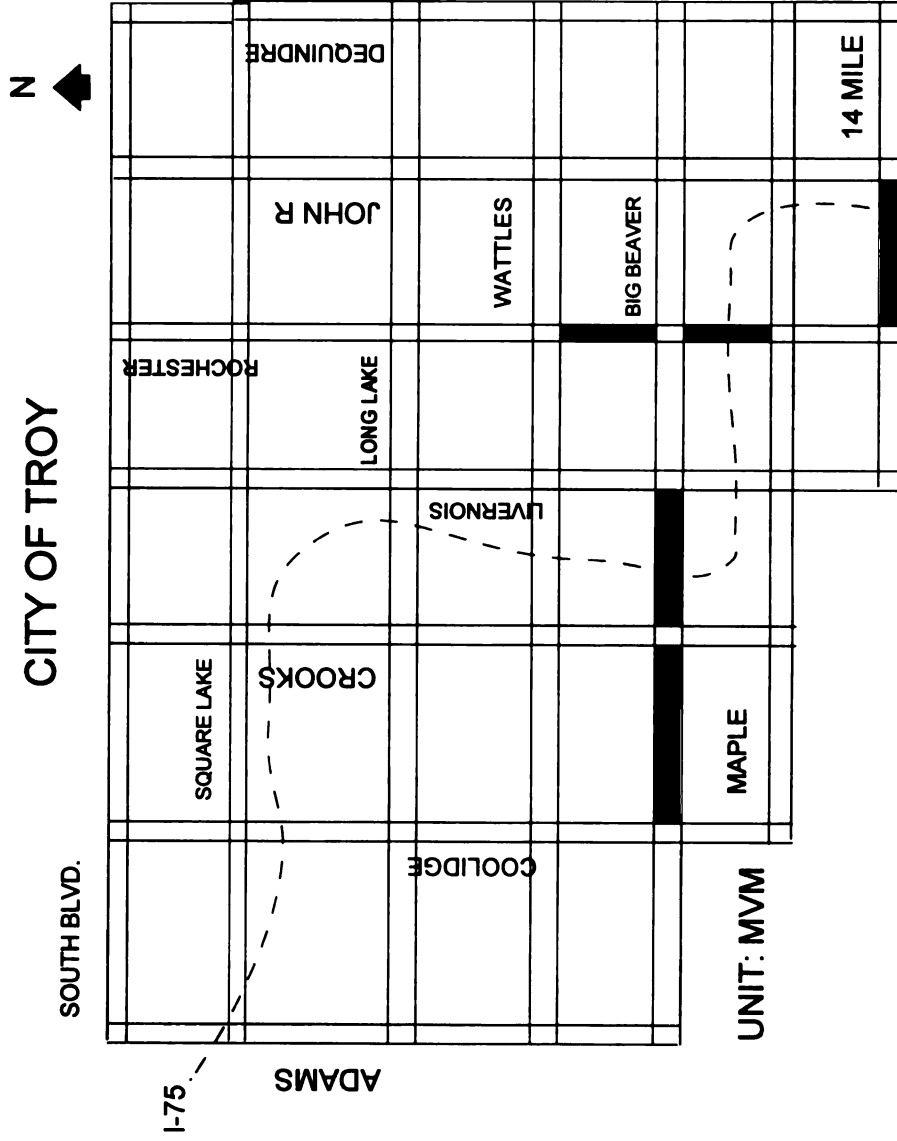 CITY OF TROY
N
SOUTH BLVD.
I-75
SQUARE LAKE
ROCHESTER
DEQUINDRE
JOHN R
CROOKS
ADAMS
LONG LAKE
LIVERNOIS
COOLIDGE
WATTLES
BIG BEAVER
MAPLE
14 MILE
UNIT: MVM